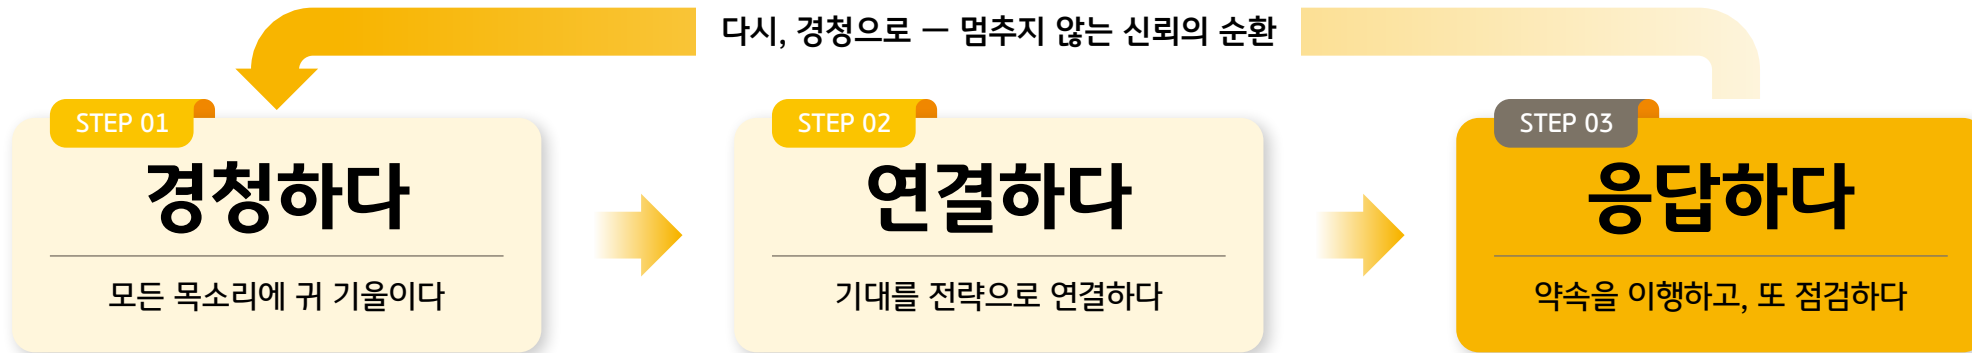 다시, 경청으로 — 멈추지 않는 신뢰의 순환
STEP 01
경청하다
모든 목소리에 귀 기울이다
STEP 02
연결하다
기대를 전략으로 연결하다
STEP 03
응답하다
약속을 이행하고, 또 점검하다